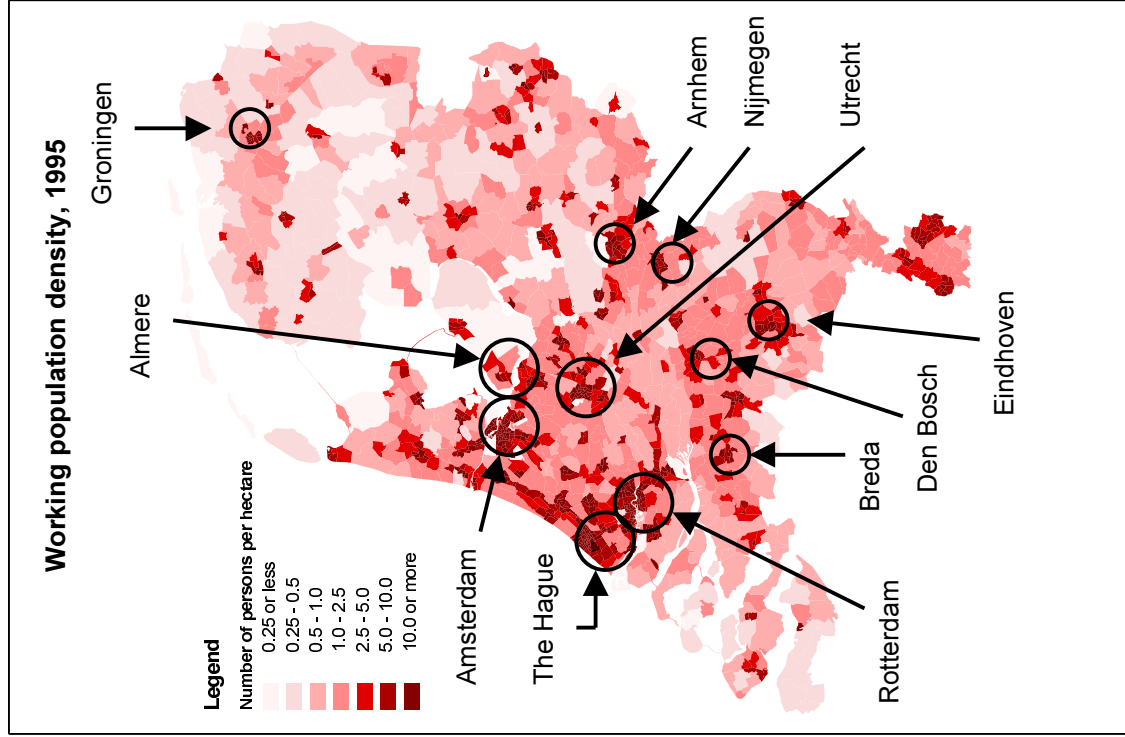 Working population density, 1995
Legend
Number of persons per hectare
0.25 or less
0.25 - 0.5
0.5 - 1.0
1.0 - 2.5
2.5 - 5.0
5.0 - 10.0
10.0 or more
Groningen
Almere
Amsterdam
The Hague
Rotterdam
Breda
Den Bosch
Eindhoven
Arnhem
Nijmegen
Utrecht